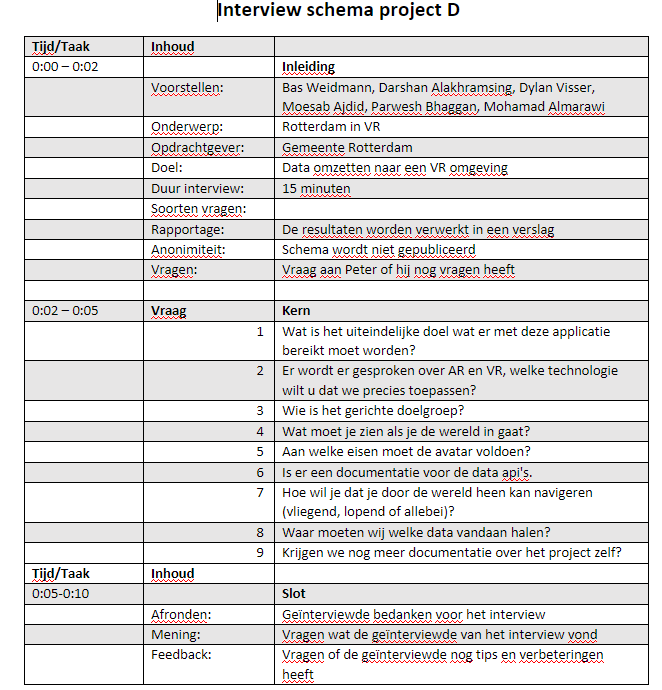 Interview schema project D
Tijd/Taak Inhoud
0:00 – 0:02 Inleiding
Voorstellen: Bas Weidmann, Darshan Alakhramsing, Dylan Visser,
Moesab Ajdid, Parwesh Bhaggan, Mohamad Almarawi
Onderwerp: Rotterdam in VR
Opdrachtgever: Gemeente Rotterdam
Doel: Data omzetten naar een VR omgeving
Duur interview: 15 minuten
Soorten vragen:
Rapportage: De resultaten worden verwerkt in een verslag
Anonimiteit: Schema wordt niet gepubliceerd
Vragen: Vraag aan Peter of hij nog vragen heeft
0:02 – 0:05 Vraag Kern
1 Wat is het uiteindelijke doel wat er met deze applicatie
bereikt moet worden?
2 Er wordt er gesproken over AR en VR, welke technologie
wilt u dat we precies toepassen?
3 Wie is het gerichte doelgroep?
4 Wat moet je zien als je de wereld in gaat?
5 Aan welke eisen moet de avatar voldoen?
6 Is er een documentatie voor de data api's.
7 Hoe wil je dat je door de wereld heen kan navigeren
(vliegend, lopend of allebei)?
8 Waar moeten wij welke data vandaan halen?
9 Krijgen we nog meer documentatie over het project zelf?
Tijd/Taak Inhoud
0:05-0:10 Slot
Afronden: Geïnterviewde bedanken voor het interview
Mening: Vragen wat de geïnterviewde van het interview vond
Feedback: Vragen of de geïnterviewde nog tips en verbeteringen
heeft